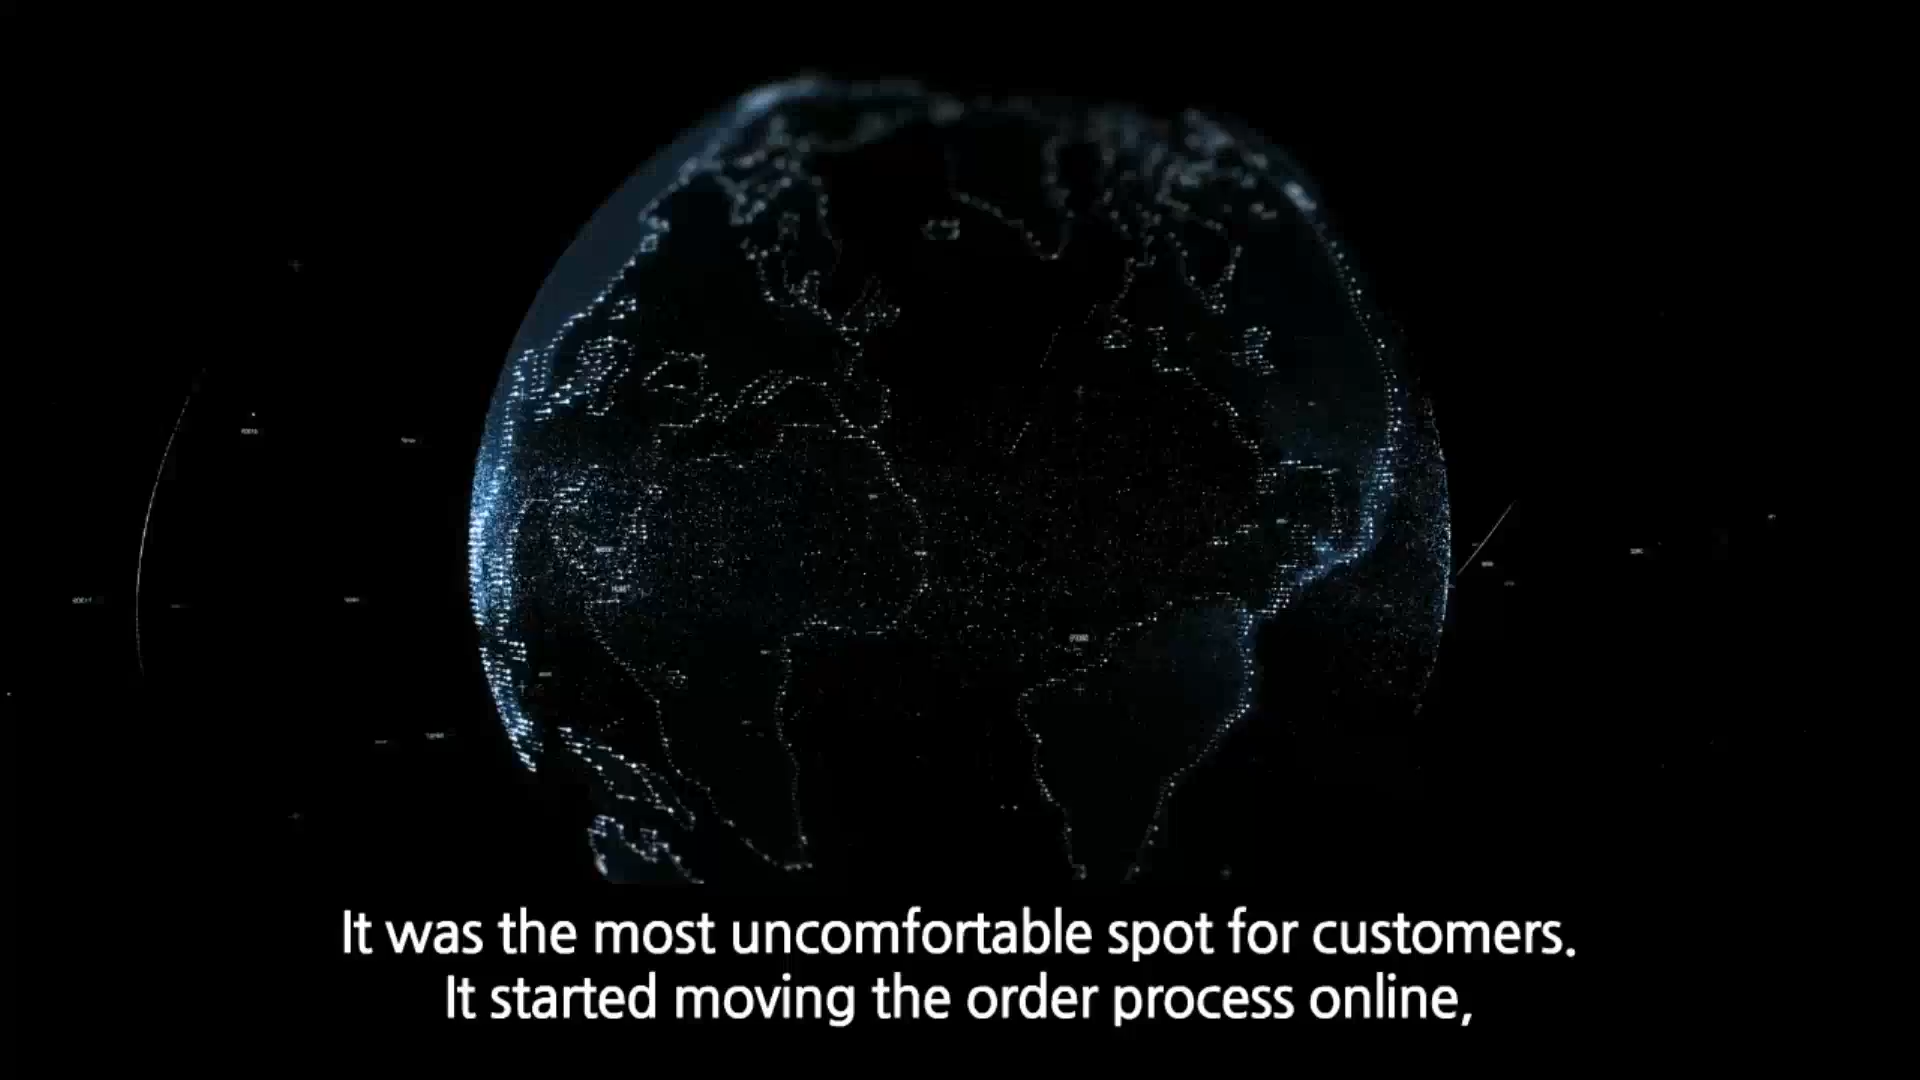 It was the most uncomfortable spot for customers.
It started moving the order process online,